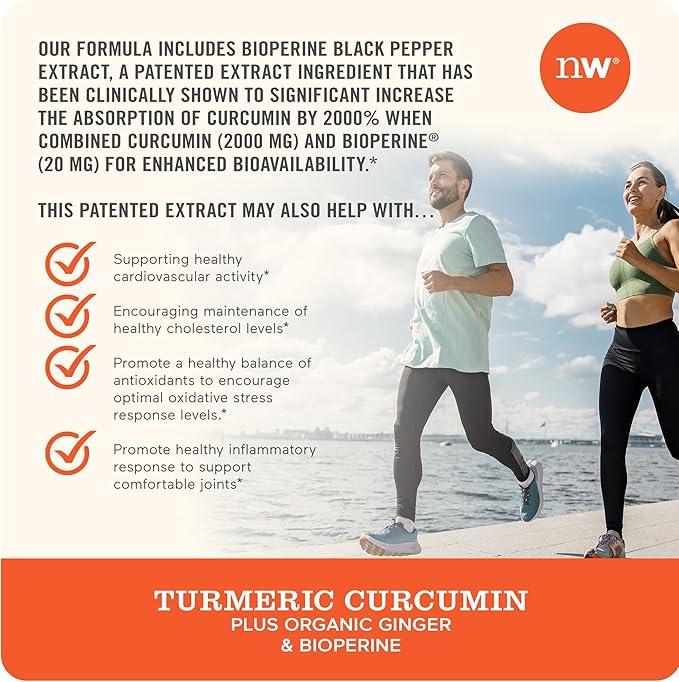 OUR FORMULA INCLUDES BIOPERINE BLACK PEPPER
EXTRACT, A PATENTED EXTRACT INGREDIENT THAT HAS
BEEN CLINICALLY SHOWN TO SIGNIFICANT INCREASE
THE ABSORPTION OF CURCUMIN BY 2000% WHEN
COMBINED CURCUMIN (2000 MG) AND BIOPERINE®
(20 MG) FOR ENHANCED BIOAVAILABILITY.*
nw®
THIS PATENTED EXTRACT MAY ALSO HELP WITH...
Supporting healthy
cardiovascular activity*
Encouraging maintenance of
healthy cholesterol levels*
Promote a healthy balance of
antioxidants to encourage
optimal oxidative stress
response levels.*
Promote healthy inflammatory
response to support
comfortable joints*
TURMERIC CURCUMIN
PLUS ORGANIC GINGER
& BIOPERINE